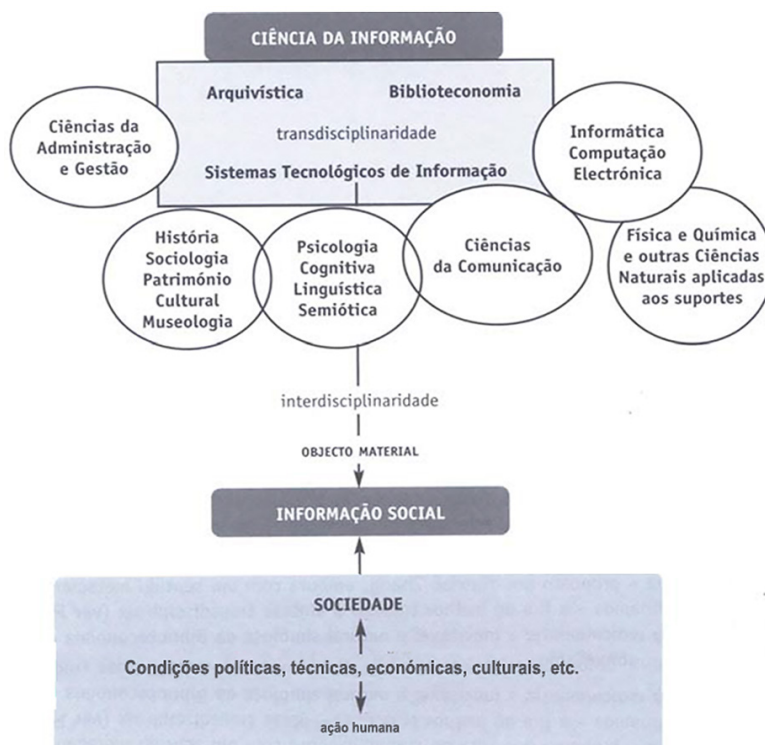 CIÊNCIA DA INFORMAÇÃO
Arquivística
Biblioteconomia
transdisciplinaridade
Sistemas Tecnológicos de Informação
Ciências da
Administração
e Gestão
Informática
Computação
Electrónica
História
Sociologia
Património
Cultural
Museologia
Psicologia
Cognitiva
Linguística
Semiótica
Ciências
da Comunicação
Física e Química
e outras Ciências
Naturais aplicadas
aos suportes
interdisciplinaridade
OBJECTO MATERIAL
INFORMAÇÃO SOCIAL
SOCIEDADE
Condições políticas, técnicas, económicas, culturais, etc.
ação humana